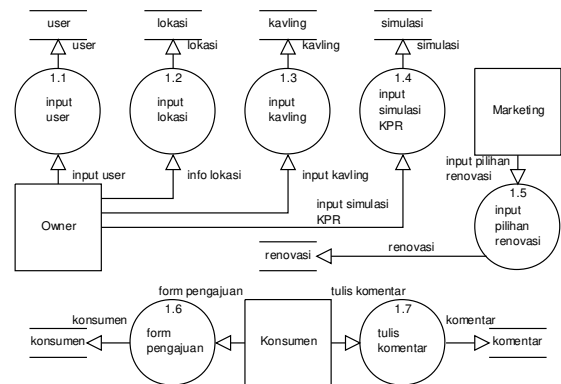 user
lokasi
kavling
simulasi
user
lokasi
kavling
simulasi
1.1
input
user
1.2
input
lokasi
1.3
input
kavling
1.4
input
simulasi
KPR
Marketing
input user
info lokasi
input kavling
input simulasi
KPR
input pilihan
renovasi
Owner
1.5
input
pilihan
renovasi
renovasi
renovasi
form pengajuan
tulis komentar
konsumen
1.6
form
pengajuan
Konsumen
1.7
tulis
komentar
komentar
konsumen
komentar